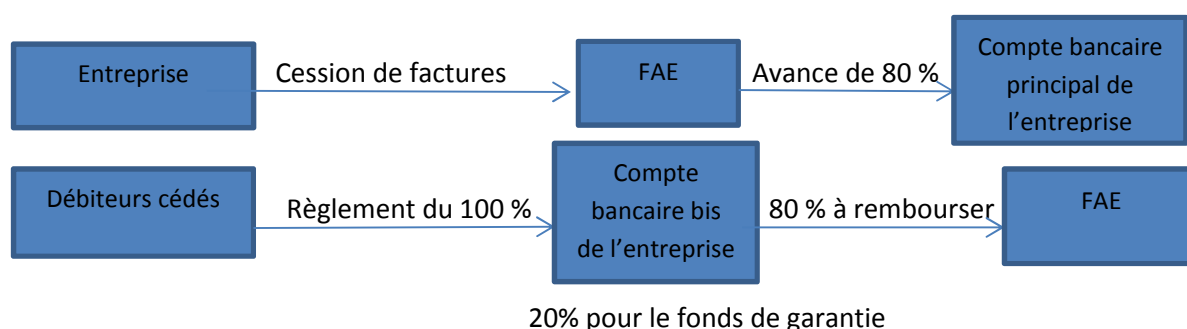 Entreprise
Cession de factures
FAE
Avance de 80 %
Compte bancaire
principal de
l’entreprise
Débiteurs cédés
Règlement du 100 %
Compte
bancaire bis
de l’entreprise
80 % à rembourser
FAE
20% pour le fonds de garantie